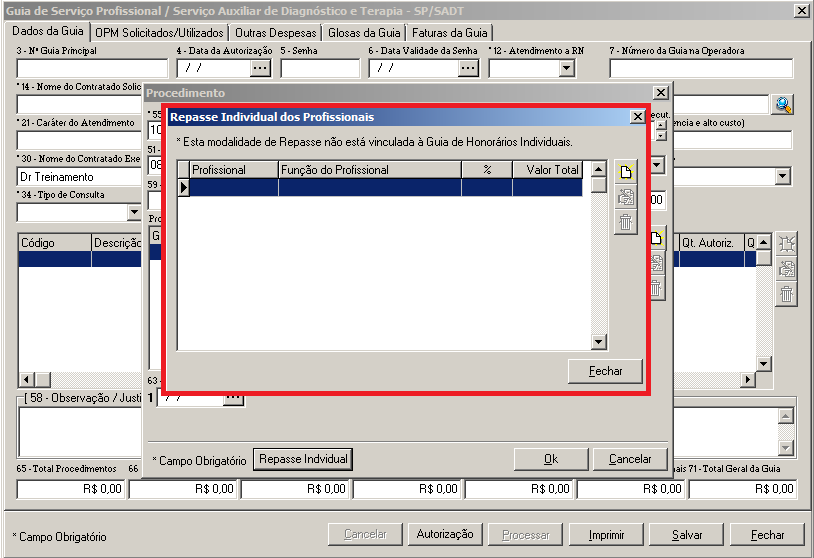 Guia de Serviço Profissional / Serviço Auxiliar de Diagnóstico e Terapia - SP/SADT
Dados da Guia OPM Solicitados/Utilizados Outras Despesas Glosas da Guia Faturas da Guia
3 - Nº Guia Principal 4 - Data da Autorização 5 - Senha 6 - Data Validade da Senha *12 - Atendimento a RN 7 - Número da Guia na Operadora
/ / ... / / ...
*14 - Nome do Contratado Solic
Procedimento
*55
ecut.
Repasse Individual dos Profissionais
*21 - Caráter do Atendimento
10
encia e alto custo)
* Esta modalidade de Repasse não está vinculada à Guia de Honorários Individuais.
51-
*30 - Nome do Contratado Exe
08
Dr Treinamento
Profissional Função do Profissional % Valor Total
*34 - Tipo de Consulta
59-
00
Pro
G
Código Descrição
Qt. Autoriz. Q
Fechar
63-
1 / / ...
[ 58 - Observação / Justi
* Campo Obrigatório Repasse Indvidual Ok Cancelar
65 - Total Procedimentos 66
nais 71 - Total Geral da Guia
R$ 0,00 R$ 0,00 R$ 0,00 R$ 0,00 R$ 0,00 R$ 0,00 R$ 0,00
* Campo Obrigatório Cancelar Autorização Processar Imprimir Salvar Fechar